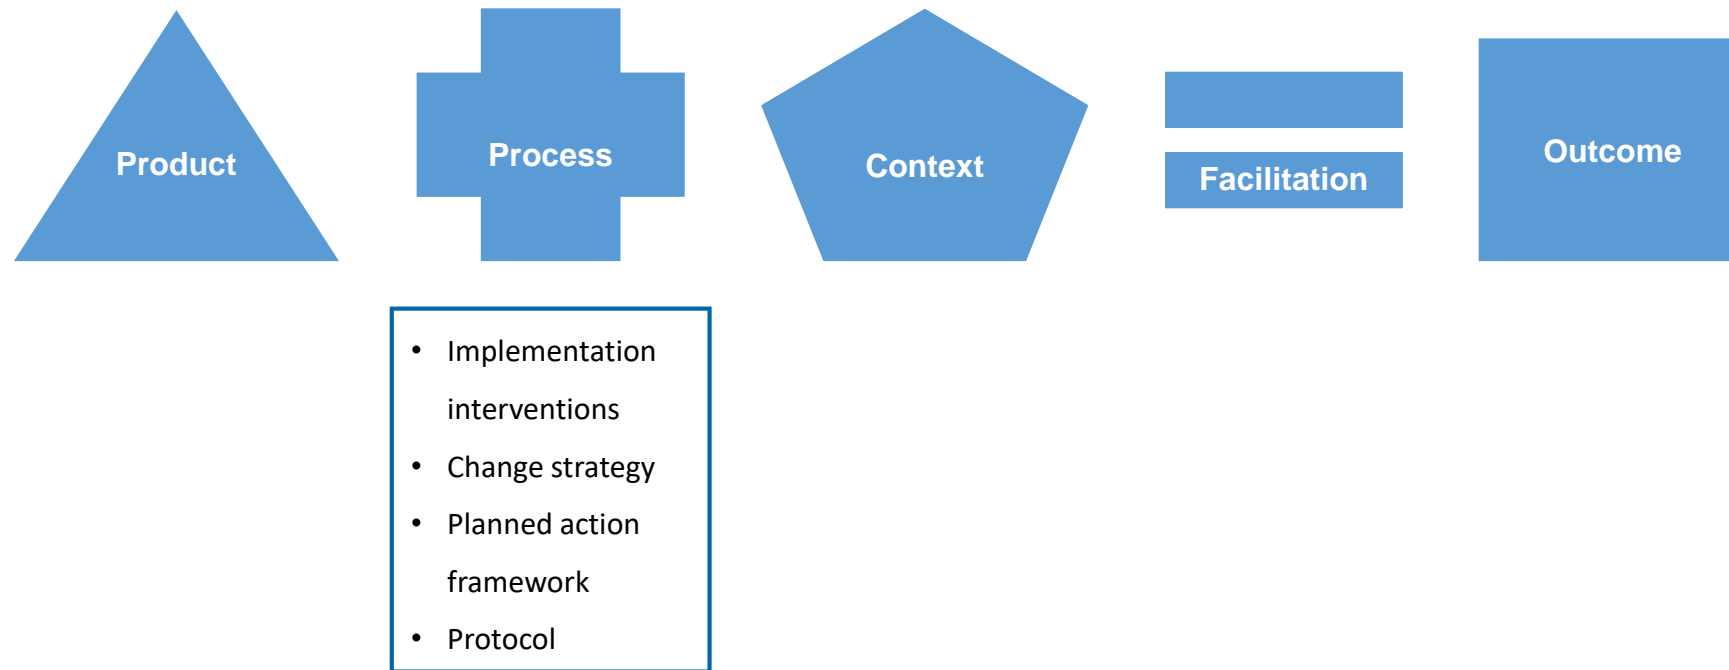 Product
Process
Context
Facilitation
Outcome
• Implementation
interventions
• Change strategy
• Planned action
framework
• Protocol